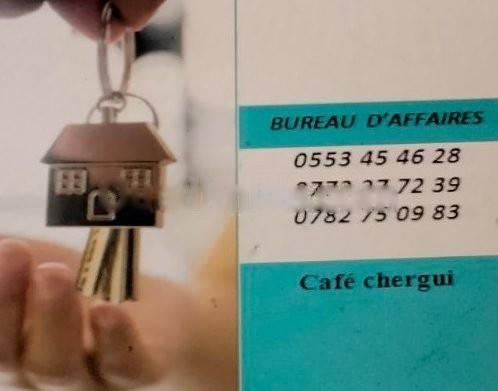 BUREAU D'AFFAIRES
0553 45 46 28
72 39
0782 75 09 83
Café chergui